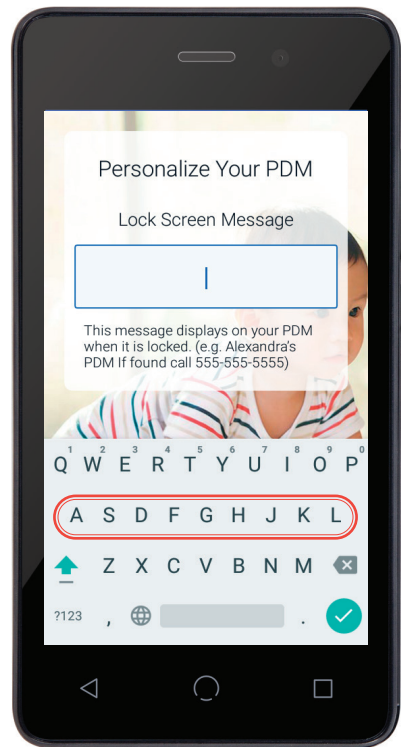 Personalize Your PDM
Lock Screen Message
This message displays on your PDM
when it is locked. (e.g. Alexandra's
PDM If found call 555-555-5555)
1 2 3 4 5 6 7 8 9 0
Q W E R T Y U I O P
A S D F G H J K L
Z X C V B N M
?123 , .